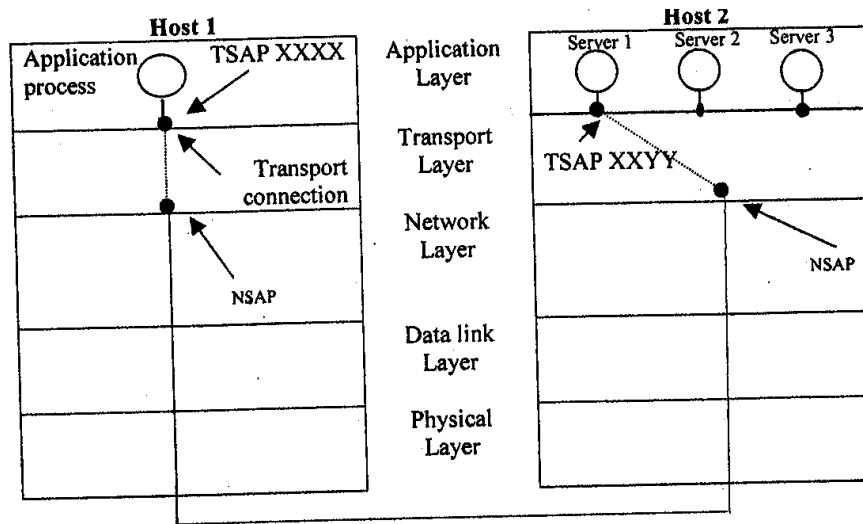 Host 1
Host 2
Application
process
TSAP XXXX
Application
Layer
Server 1
Server 2
Server 3
Transport
connection
Transport
Layer
TSAP XXYY
Network
Layer
NSAP
NSAP
Data link
Layer
Physical
Layer